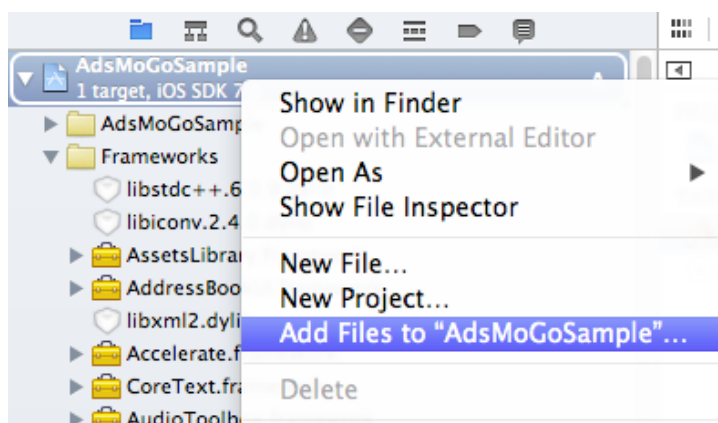 AdsMoGoSample
1 target, iOS SDK 7
AdsMoGoSamp
Frameworks
libstdc++.6
libiconv.2.4
AssetsLibra
AddressBoo
libxml2.dyli
Accelerate.f
CoreText.fra
AudioToolb
Show in Finder
Open with External Editor
Open As
Show File Inspector
New File...
New Project...
Add Files to “AdsMoGoSample”...
Delete